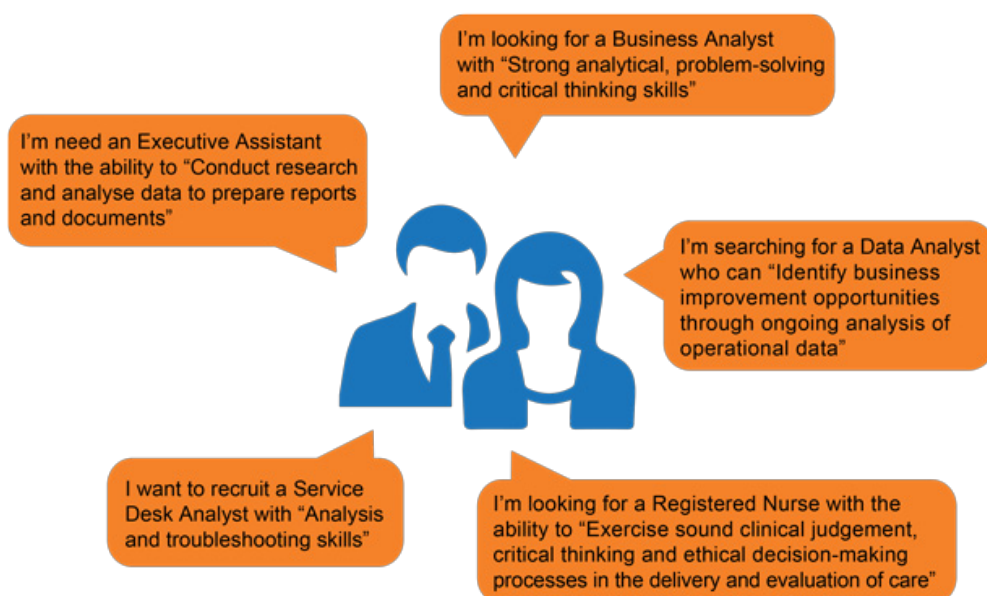 I'm looking for a Business Analyst
with “Strong analytical, problem-solving
and critical thinking skills”
I'm need an Executive Assistant
with the ability to “Conduct research
and analyse data to prepare reports
and documents”
I'm searching for a Data Analyst
who can “Identify business
improvement opportunities
through ongoing analysis of
operational data”
I want to recruit a Service
Desk Analyst with “Analysis
and troubleshooting skills”
I'm looking for a Registered Nurse with the
ability to “Exercise sound clinical judgement,
critical thinking and ethical decision-making
processes in the delivery and evaluation of care”